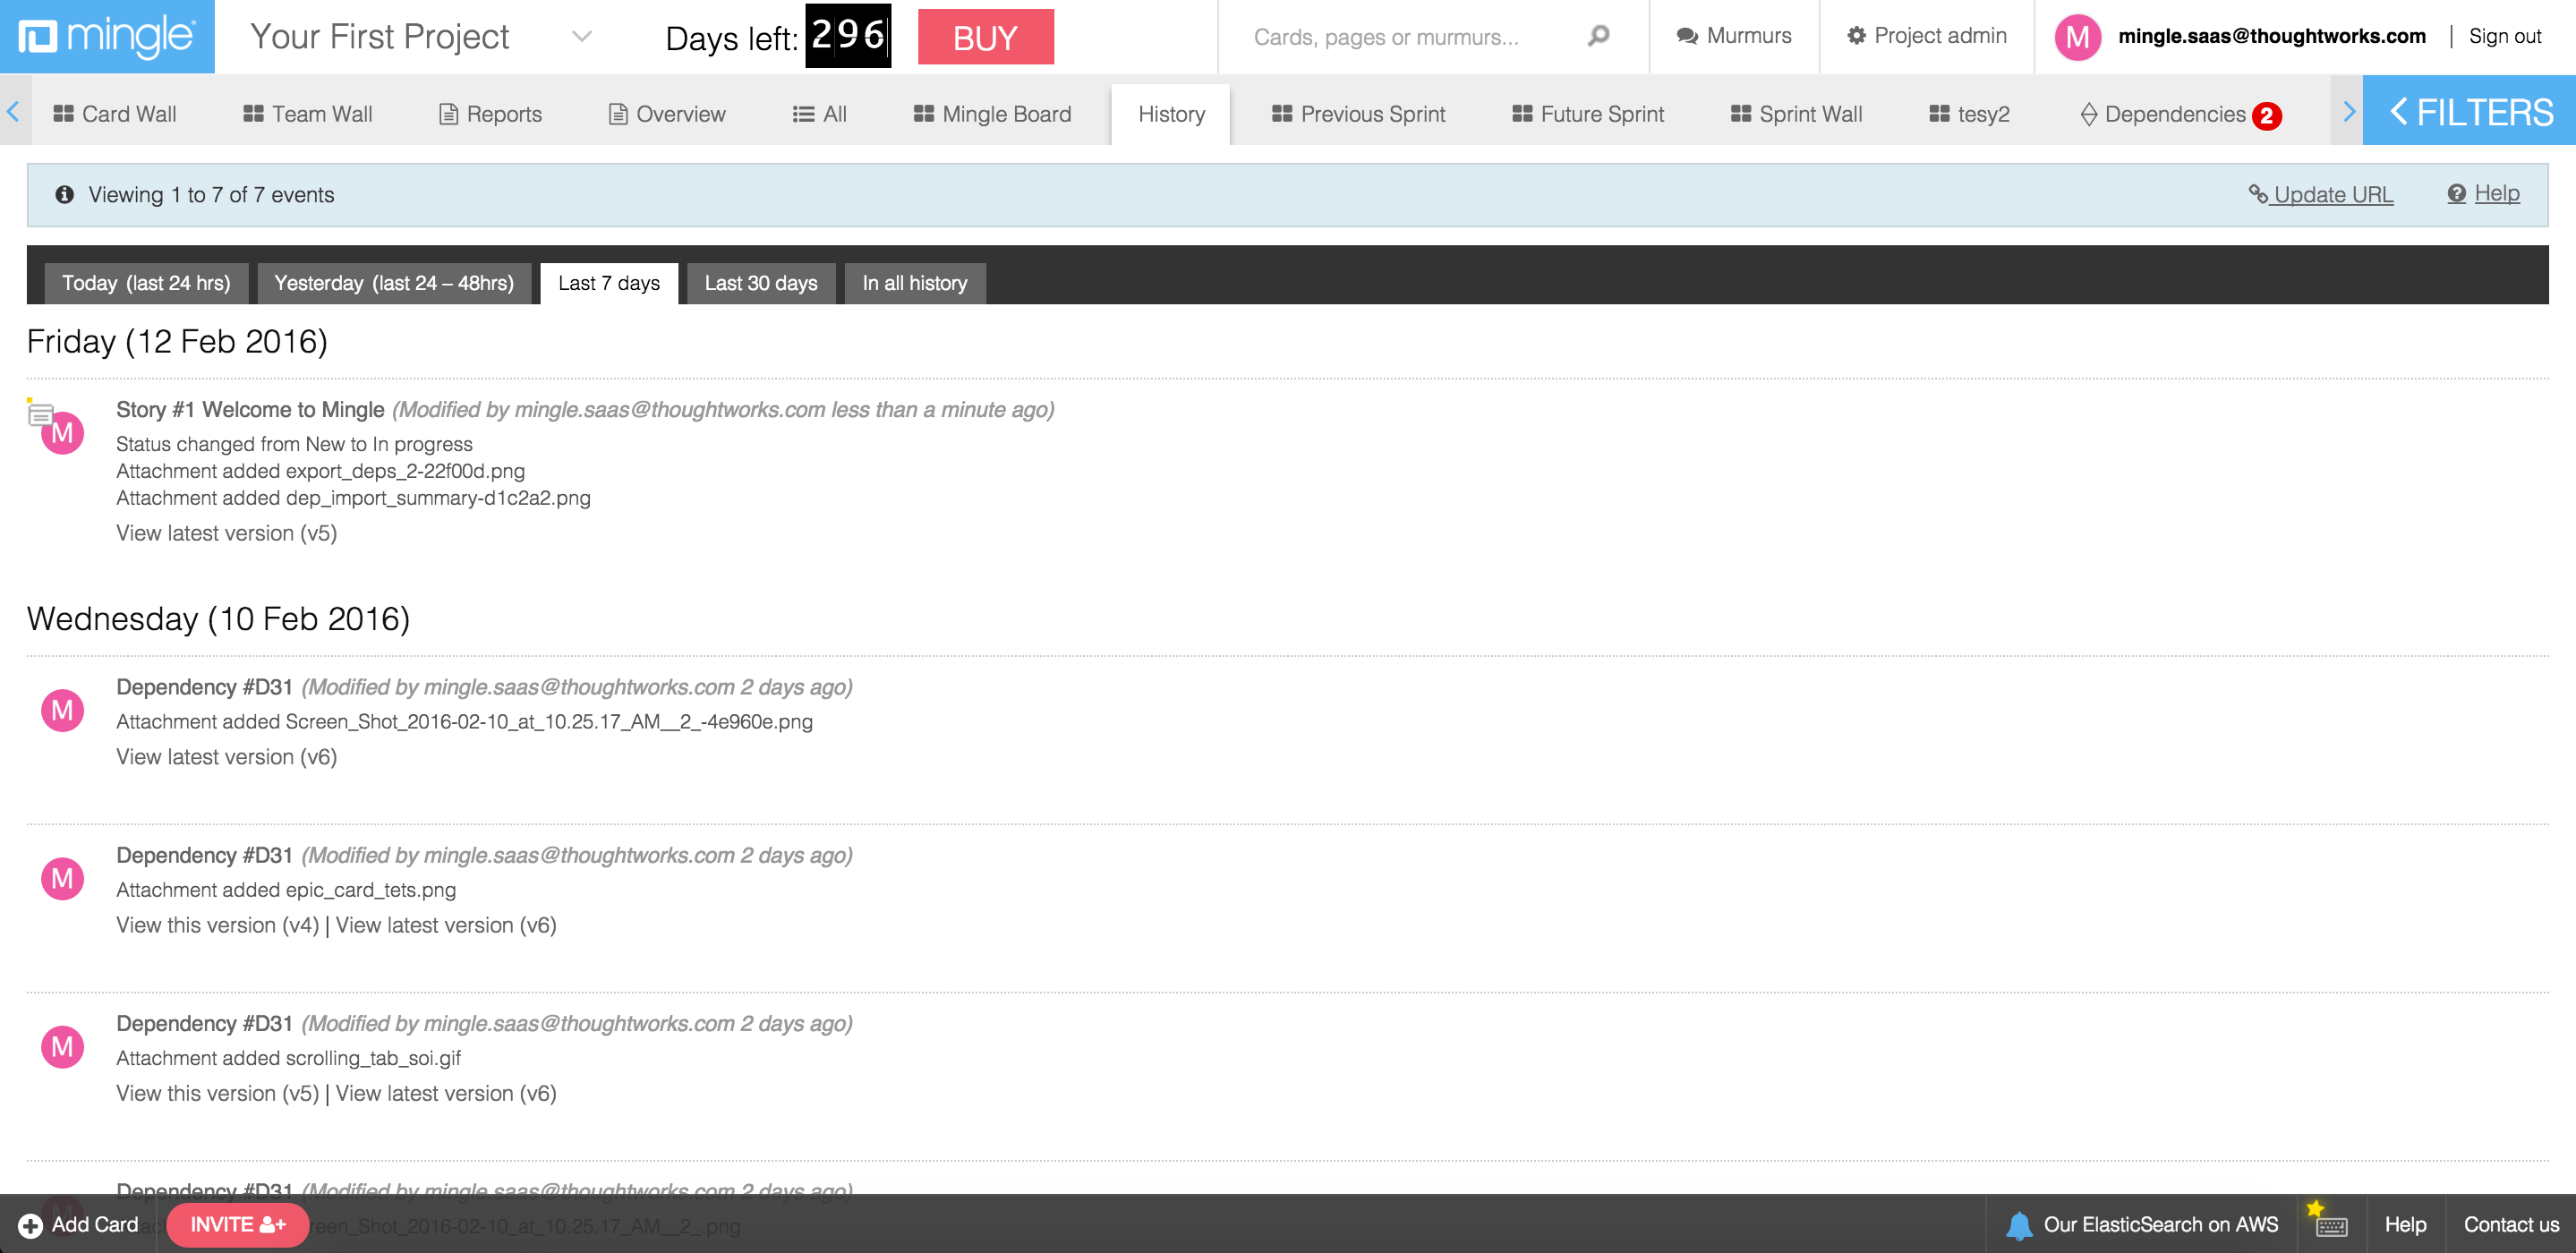 mingle
Your First Project
Days left: 296
BUY
Cards, pages or murmurs...
Murmurs
Project admin
M mingle.saas@thoughtworks.com | Sign out
Card Wall
Team Wall
Reports
Overview
All
Mingle Board
History
Previous Sprint
Future Sprint
Sprint Wall
tesy2
Dependencies 2
FILTERS
Viewing 1 to 7 of 7 events
Update URL
Help
Today (last 24 hrs)
Yesterday (last 24 – 48hrs)
Last 7 days
Last 30 days
In all history
Friday (12 Feb 2016)
M
Story #1 Welcome to Mingle (Modified by mingle.saas@thoughtworks.com less than a minute ago)
Status changed from New to In progress
Attachment added export_deps_2-22f00d.png
Attachment added dep_import_summary-d1c2a2.png
View latest version (v5)
Wednesday (10 Feb 2016)
M
Dependency #D31 (Modified by mingle.saas@thoughtworks.com 2 days ago)
Attachment added Screen_Shot_2016-02-10_at_10.25.17_AM__2_-4e960e.png
View latest version (v6)
M
Dependency #D31 (Modified by mingle.saas@thoughtworks.com 2 days ago)
Attachment added epic_card_tets.png
View this version (v4) | View latest version (v6)
M
Dependency #D31 (Modified by mingle.saas@thoughtworks.com 2 days ago)
Attachment added scrolling_tab_soi.gif
View this version (v5) | View latest version (v6)
Dependency #D31 (Modified by mingle.saas@thoughtworks.com 2 days ago)
reen_Shot_2016-02-10_at_10.25.17_AM__2_.png
Add Card
INVITE
Our ElasticSearch on AWS
Help
Contact us